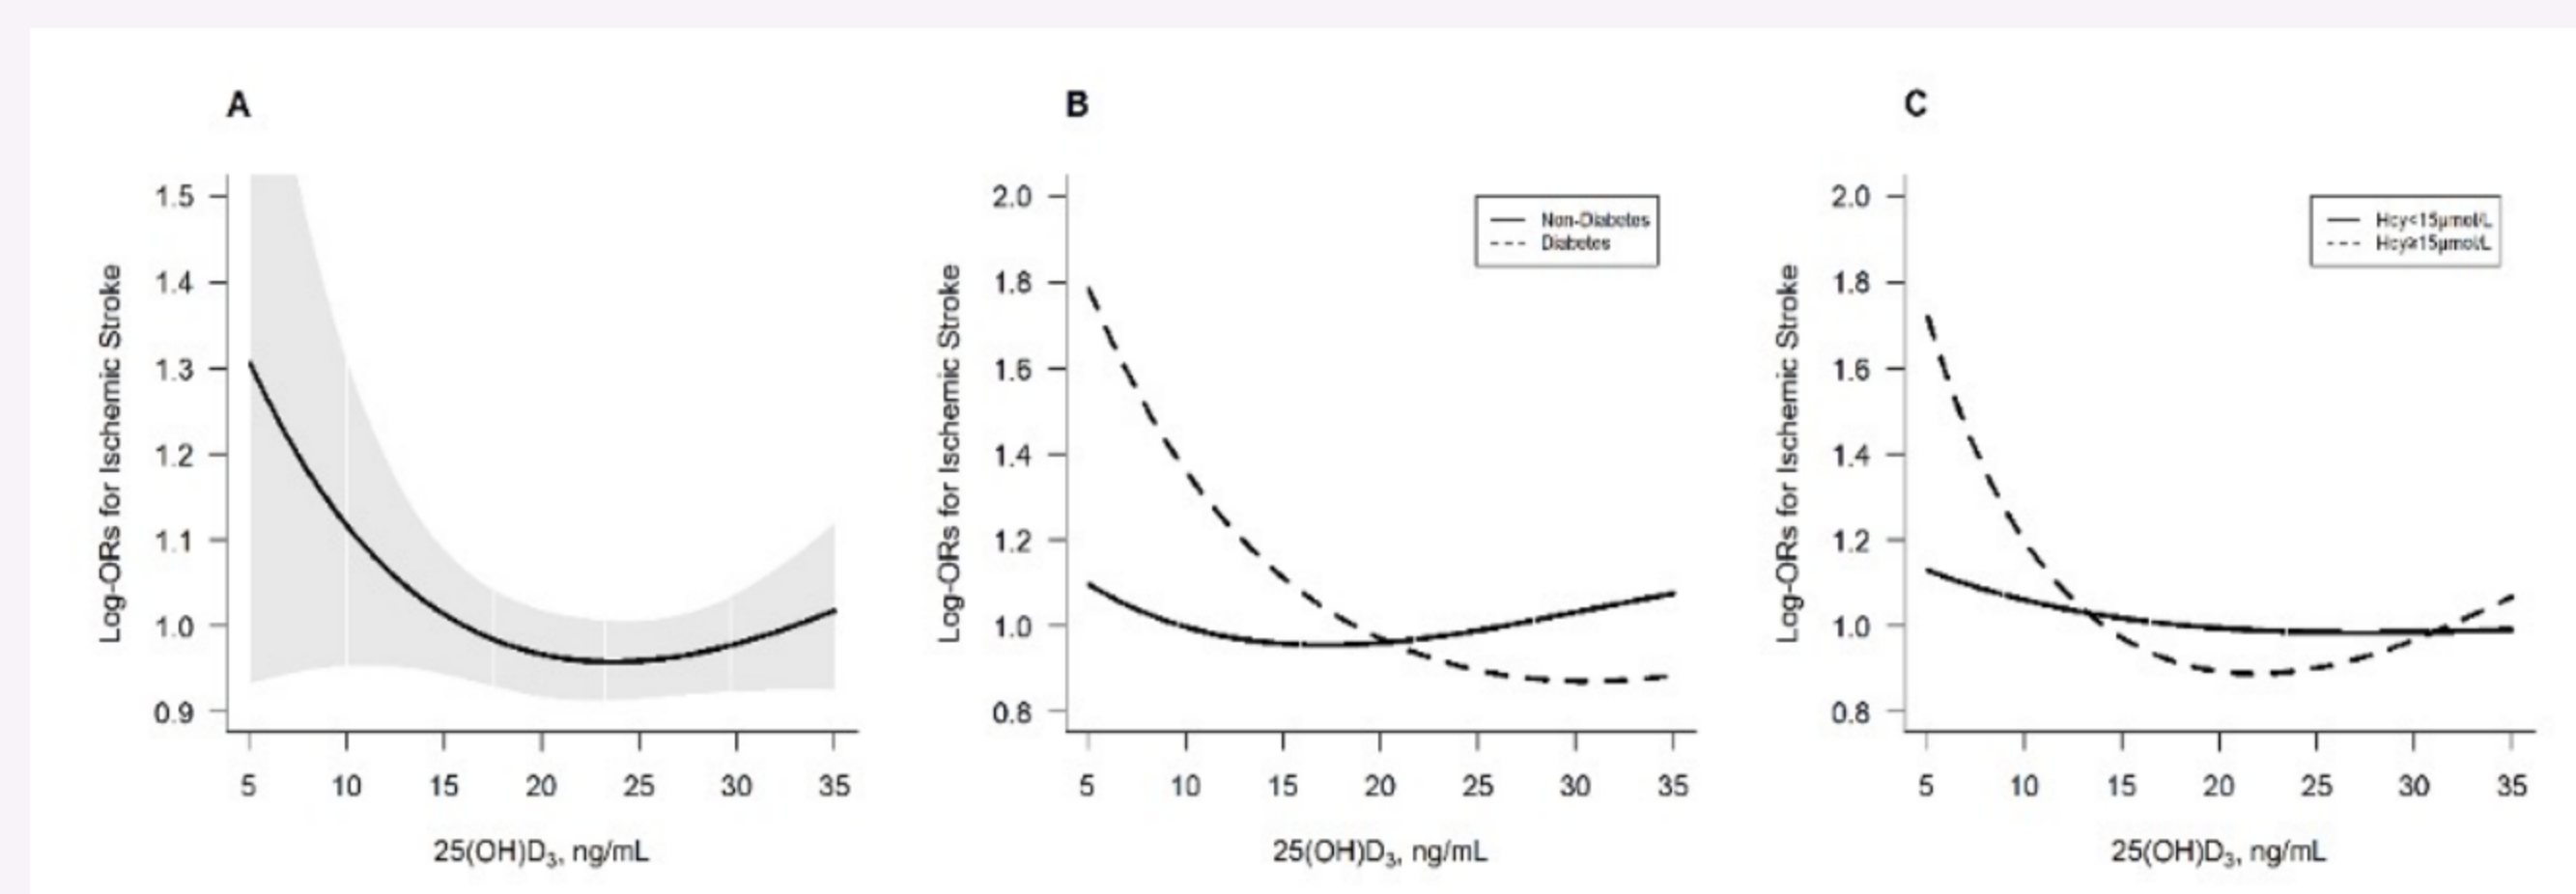 A
Log-ORs for Ischemic Stroke
1.5
1.4
1.3
1.2
1.1
1.0
0.9
5 10 15 20 25 30 35
25(OH)D₃, ng/mL
B
Log-ORs for Ischemic Stroke
2.0
1.8
1.6
1.4
1.2
1.0
0.8
Non-Diabetes
Diabetes
5 10 15 20 25 30 35
25(OH)D₃, ng/mL
C
Log-ORs for Ischemic Stroke
2.0
1.8
1.6
1.4
1.2
1.0
0.8
Hcy<15μmol/L
Hcy≥15μmol/L
5 10 15 20 25 30 35
25(OH)D₃, ng/mL